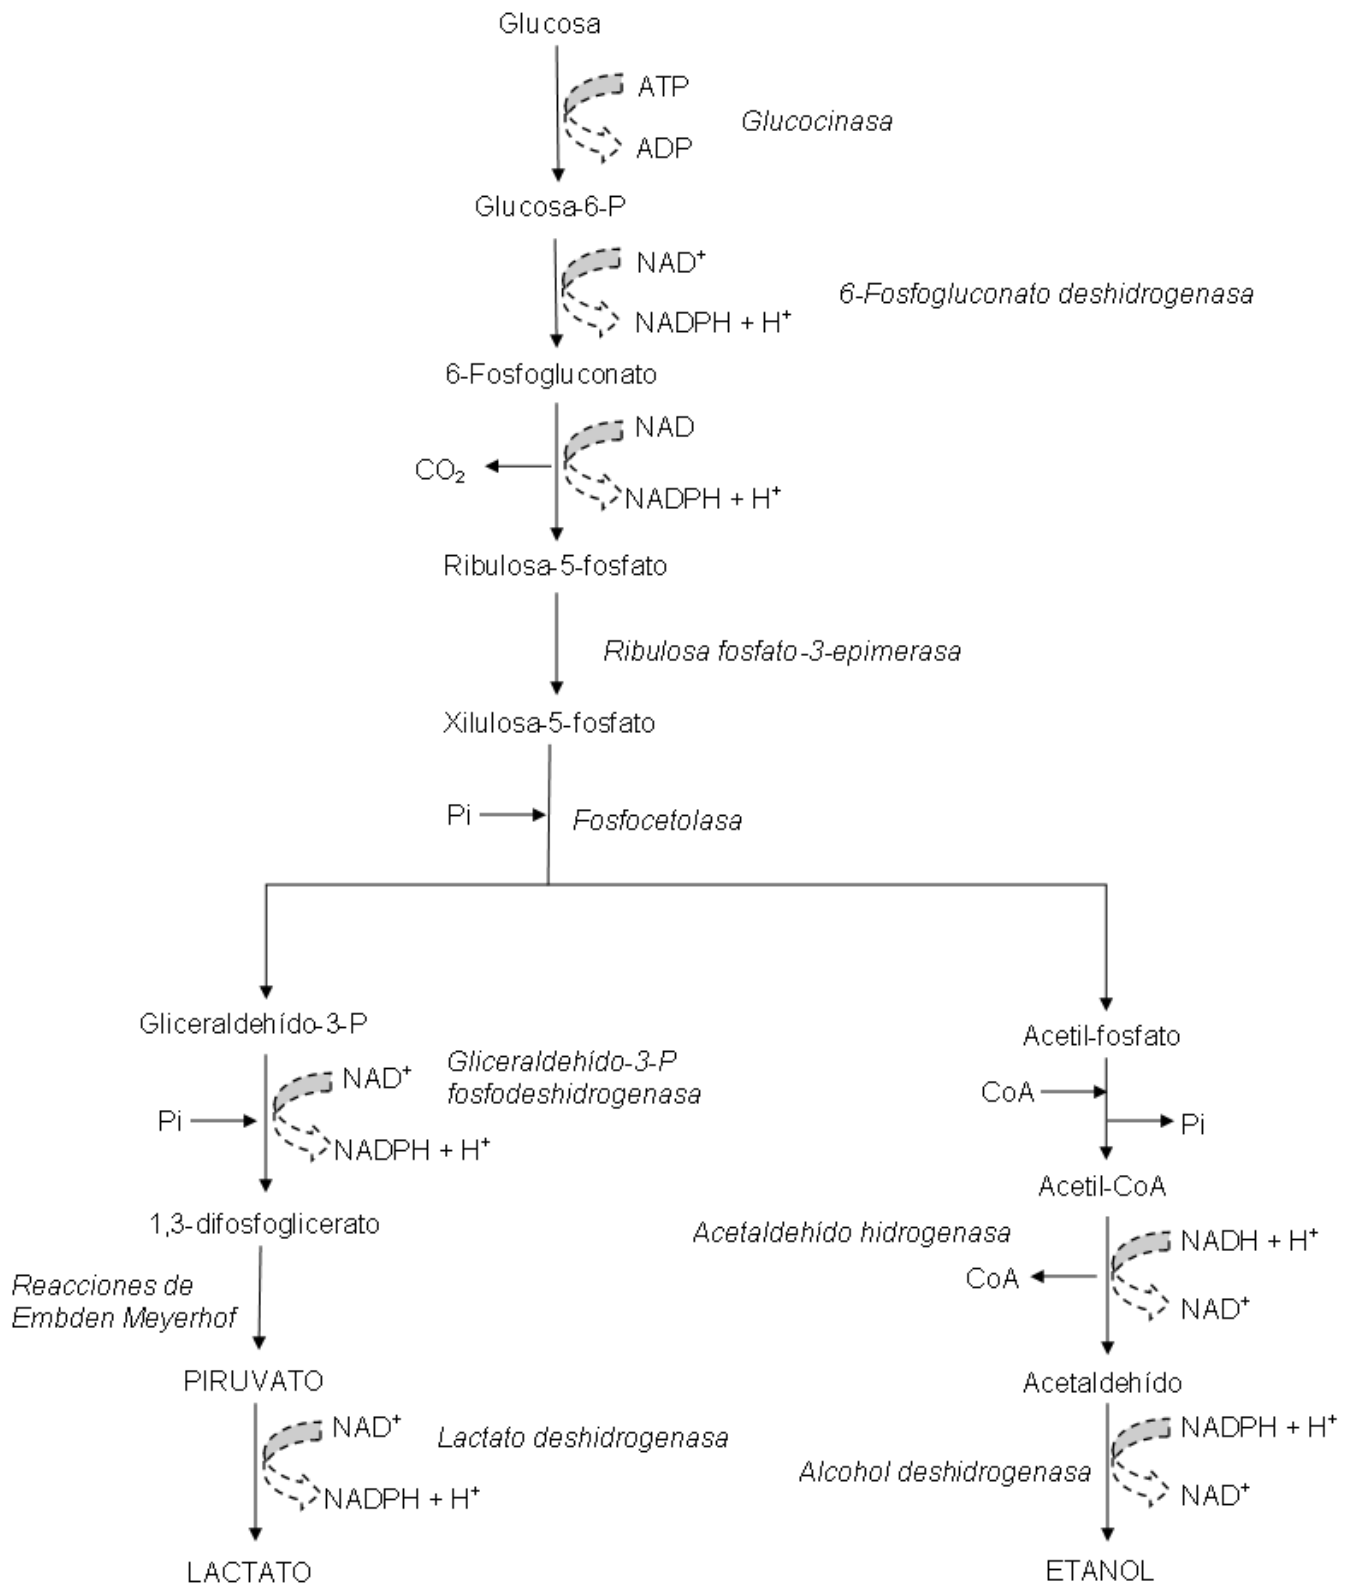 Glucosa
ATP
Glucocinasa
ADP
Glucosa-6-P
NAD⁺
6-Fosfogluconato deshidrogenasa
NADPH + H⁺
6-Fosfogluconato
NAD
CO₂
NADPH + H⁺
Ribulosa-5-fosfato
Ribulosa fosfato-3-epimerasa
Xilulosa-5-fosfato
Pi
Fosfocetolasa
Gliceraldehído-3-P
Acetil-fosfato
NAD⁺
Gliceraldehído-3-P
fosfodeshidrogenasa
CoA
Pi
Pi
NADPH + H⁺
Acetil-CoA
1,3-difosfoglicerato
Acetaldehído hidrogenasa
NADH + H⁺
CoA
NAD⁺
Reacciones de
Embden Meyerhof
PIRUVATO
Acetaldehído
NAD⁺
Lactato deshidrogenasa
NADPH + H⁺
Alcohol deshidrogenasa
NADPH + H⁺
NAD⁺
LACTATO
ETANOL